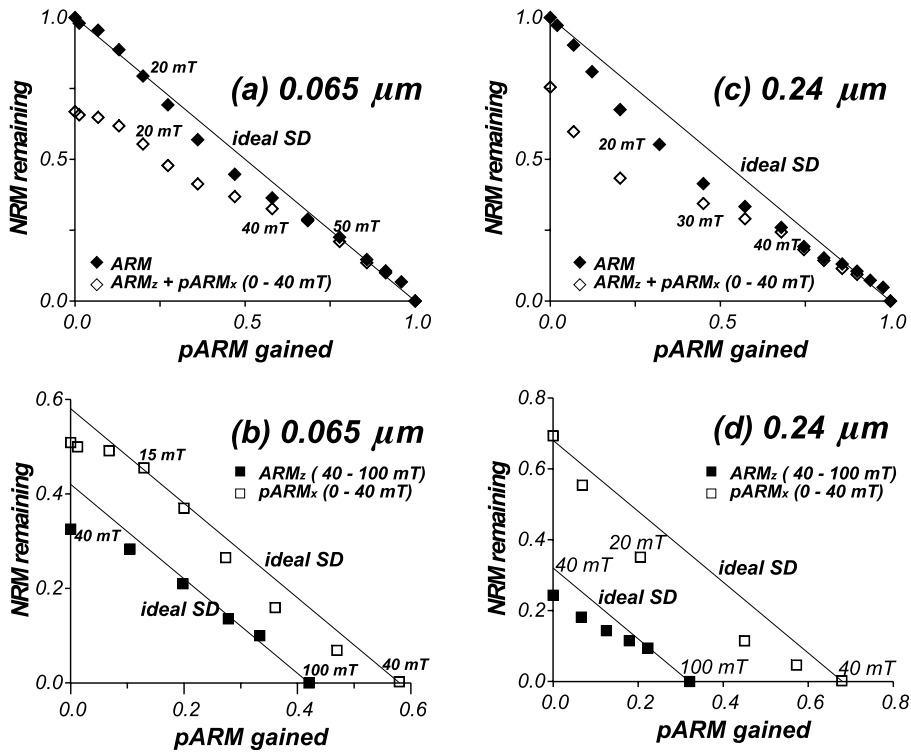 1.0
20 mT
(a) 0.065 μm
NRM remaining
20 mT
ideal SD
0.5
40 mT
50 mT
ARM
ARMz + pARMx (0 - 40 mT)
0.0
0.0
0.5
1.0
pARM gained
1.0
(c) 0.24 μm
NRM remaining
20 mT
ideal SD
0.5
30 mT
40 mT
ARM
ARMz + pARMx (0 - 40 mT)
0.0
0.0
0.5
1.0
pARM gained
0.6
(b) 0.065 μm
15 mT
ARMz ( 40 - 100 mT)
pARMx (0 - 40 mT)
0.4
NRM remaining
40 mT
ideal SD
0.2
ideal SD
100 mT
40 mT
0.0
0.0
0.2
0.4
0.6
pARM gained
0.8
(d) 0.24 μm
ARMz ( 40 - 100 mT)
pARMx (0 - 40 mT)
0.6
NRM remaining
0.4
20 mT
40 mT
ideal SD
ideal SD
0.2
100 mT
40 mT
0.0
0.0
0.2
0.4
0.6
0.8
pARM gained